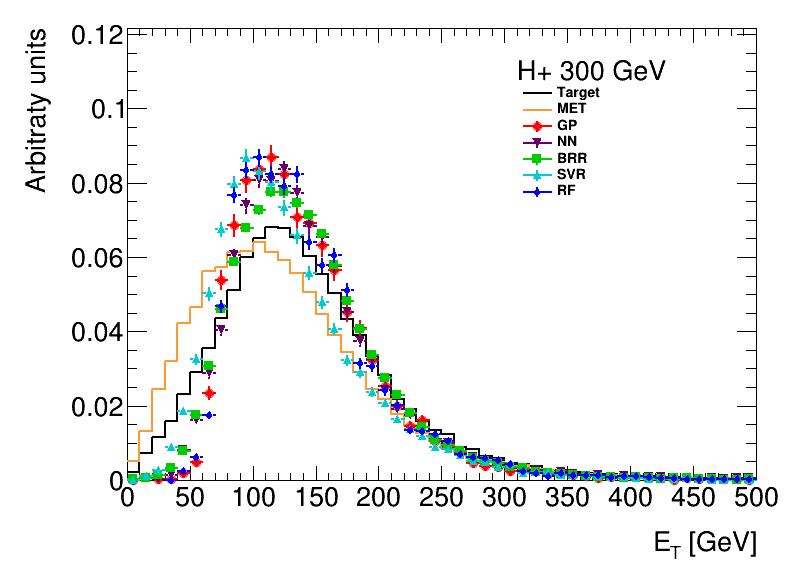 Arbitraty units
0.12
0.1
0.08
0.06
0.04
0.02
0
H+ 300 GeV
Target
MET
GP
NN
BRR
SVR
RF
0 50 100 150 200 250 300 350 400 450 500
E_T [GeV]